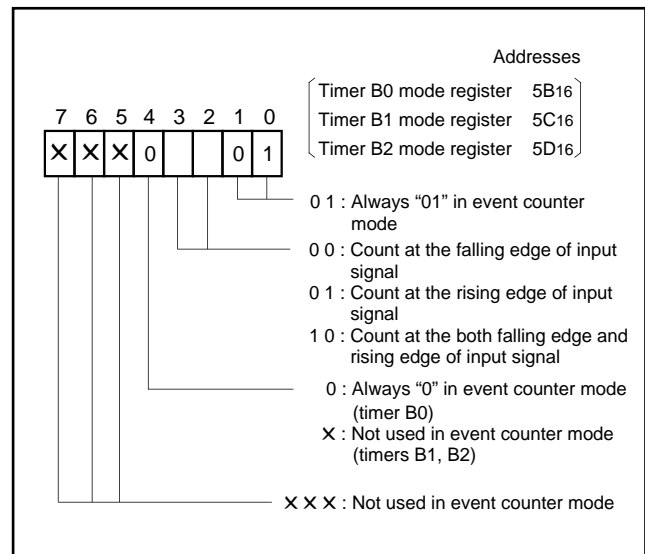 Addresses
Timer B0 mode register 5B16
Timer B1 mode register 5C16
Timer B2 mode register 5D16
7 6 5 4 3 2 1 0
× × × 0 0 1
0 1 : Always “01” in event counter
mode
0 0 : Count at the falling edge of input
signal
0 1 : Count at the rising edge of input
signal
1 0 : Count at the both falling edge and
rising edge of input signal
0 : Always “0” in event counter mode
(timer B0)
× : Not used in event counter mode
(timers B1, B2)
× × × : Not used in event counter mode